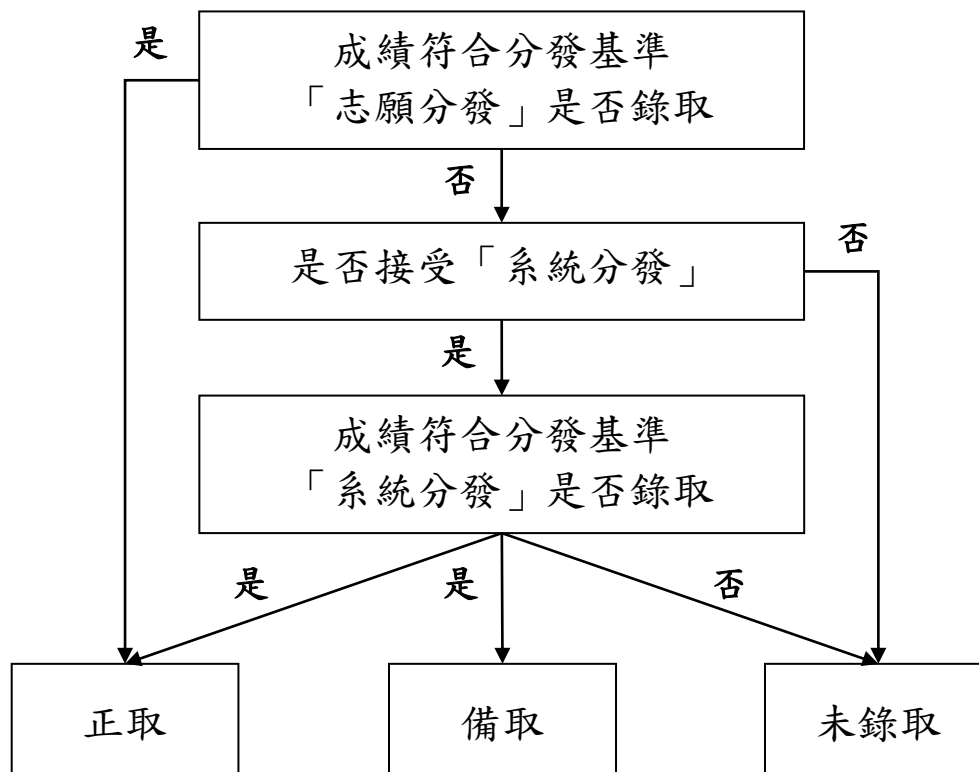 是
成績符合分發基準
「志願分發」是否錄取
否
是否接受「系統分發」
否
是
成績符合分發基準
「系統分發」是否錄取
是
是
否
正取
備取
未錄取